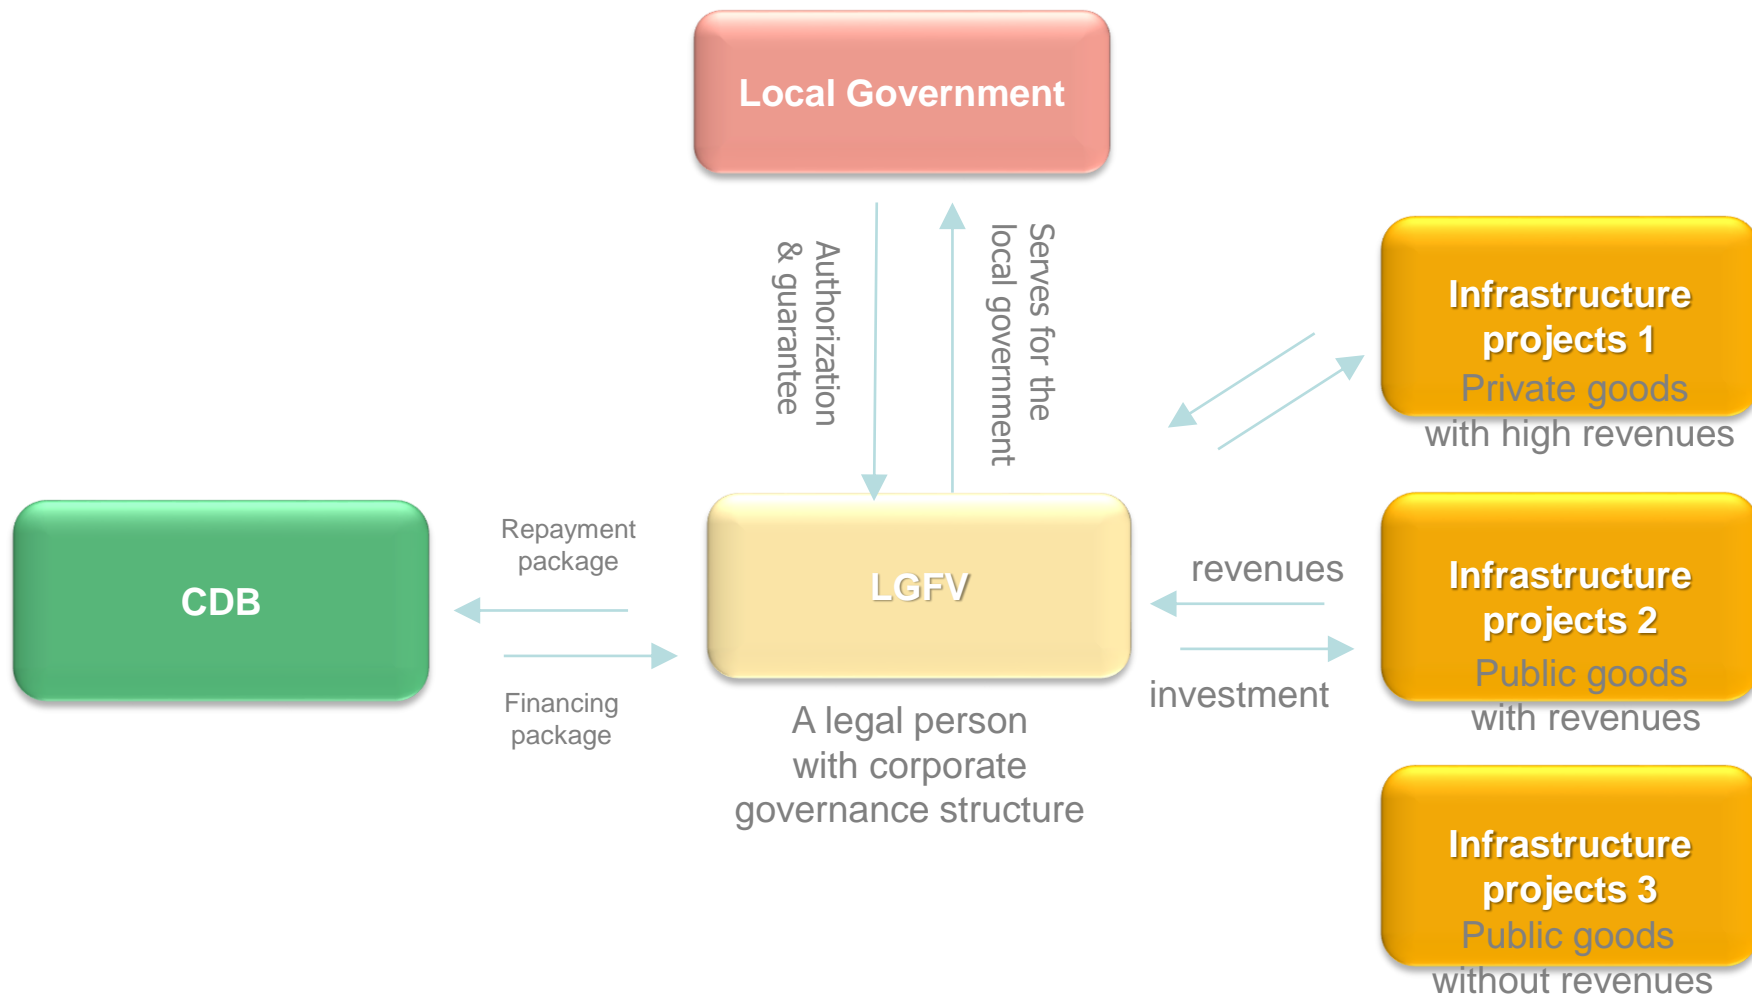 Local Government
Authorization
& guarantee
Serves for the
local government
Infrastructure
projects 1
Private goods
with high revenues
CDB
Repayment
package
Financing
package
LGFV
A legal person
with corporate
governance structure
revenues
investment
Infrastructure
projects 2
Public goods
with revenues
Infrastructure
projects 3
Public goods
without revenues